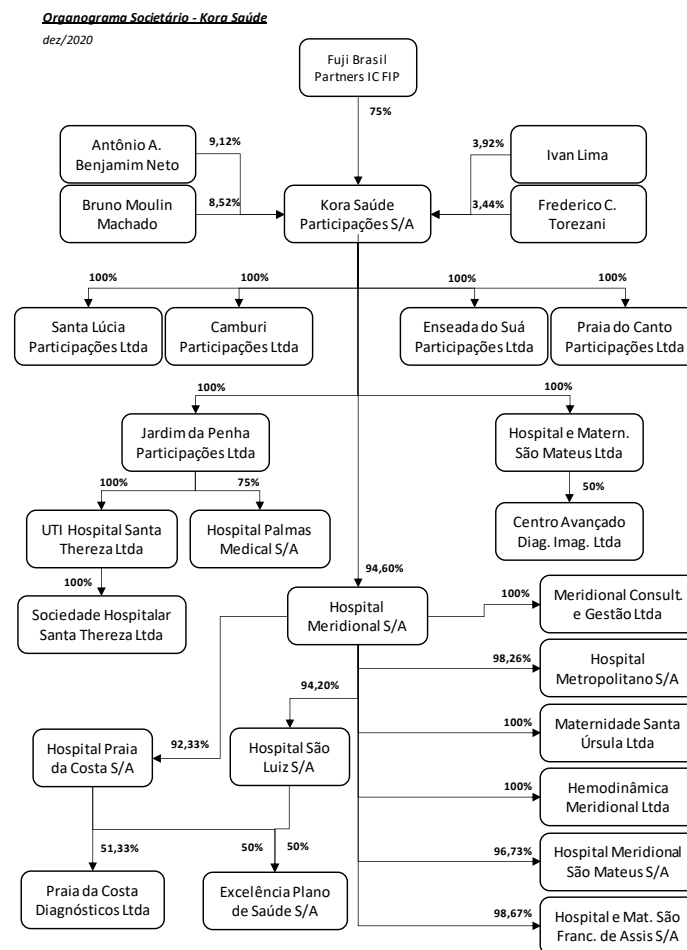 Organograma Societário - Kora Saúde
dez/2020
Fuji Brasil
Partners IC FIP
75%
Antônio A.
Benjamim Neto
9,12%
3,92%
Ivan Lima
Bruno Moulin
Machado
8,52%
Kora Saúde
Participações S/A
3,44%
Frederico C.
Torezani
100%
100%
100%
100%
Santa Lúcia
Participações Ltda
Camburi
Participações Ltda
Enseada do Suá
Participações Ltda
Praia do Canto
Participações Ltda
100%
100%
Jardim da Penha
Participações Ltda
Hospital e Matern.
São Mateus Ltda
100%
75%
50%
UTI Hospital Santa
Thereza Ltda
Hospital Palmas
Medical S/A
Centro Avançado
Diag. Imag. Ltda
100%
94,60%
Sociedade Hospitalar
Santa Thereza Ltda
Hospital
Meridional S/A
100%
Meridional Consult.
e Gestão Ltda
98,26%
Hospital
Metropolitano S/A
94,20%
92,33%
Hospital Praia
da Costa S/A
Hospital São
Luiz S/A
100%
Maternidade Santa
Úrsula Ltda
100%
Hemodinâmica
Meridional Ltda
51,33%
50%
50%
96,73%
Hospital Meridional
São Mateus S/A
Praia da Costa
Diagnósticos Ltda
Excelência Plano
de Saúde S/A
98,67%
Hospital e Mat. São
Franc. de Assis S/A